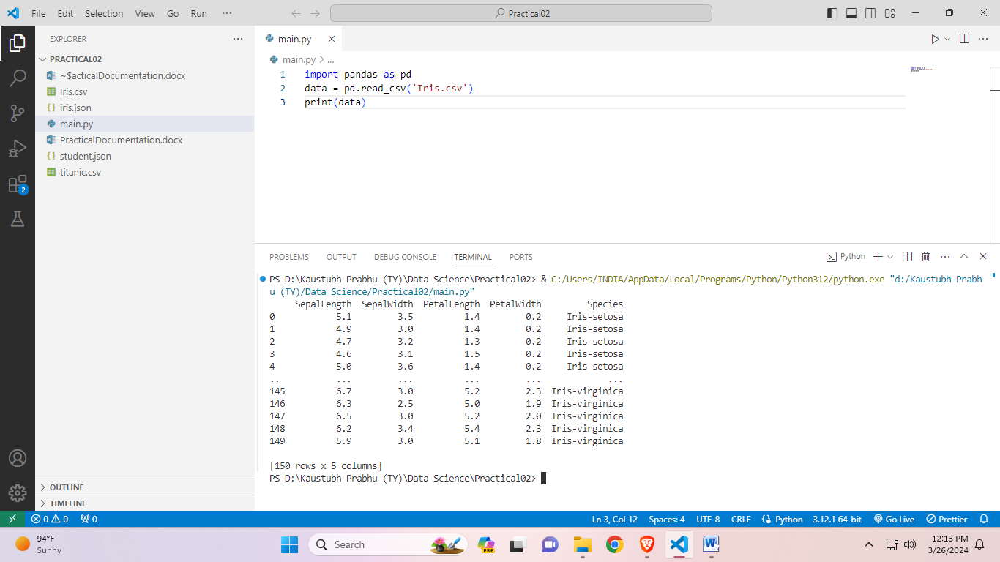 File Edit Selection View Go Run ···
Practical02
EXPLORER ···
PRACTICAL02
~$acticalDocumentation.docx
Iris.csv
iris.json
main.py
PracticalDocumentation.docx
student.json
titanic.csv
2
OUTLINE
TIMELINE
main.py
main.py > ...
1 import pandas as pd
2 data = pd.read_csv('Iris.csv')
3 print(data)
PROBLEMS OUTPUT DEBUG CONSOLE TERMINAL PORTS
Python
PS D:\Kaustubh Prabhu (TY)\Data Science\Practical02> & C:/Users/INDIA/AppData/Local/Programs/Python/Python312/python.exe "d:/Kaustubh Prabh
u (TY)/Data Science/Practical02/main.py"
SepalLength SepalWidth PetalLength PetalWidth Species
0 5.1 3.5 1.4 0.2 Iris-setosa
1 4.9 3.0 1.4 0.2 Iris-setosa
2 4.7 3.2 1.3 0.2 Iris-setosa
3 4.6 3.1 1.5 0.2 Iris-setosa
4 5.0 3.6 1.4 0.2 Iris-setosa
.. ... ... ... ... ...
145 6.7 3.0 5.2 2.3 Iris-virginica
146 6.3 2.5 5.0 1.9 Iris-virginica
147 6.5 3.0 5.2 2.0 Iris-virginica
148 6.2 3.4 5.4 2.3 Iris-virginica
149 5.9 3.0 5.1 1.8 Iris-virginica
[150 rows x 5 columns]
PS D:\Kaustubh Prabhu (TY)\Data Science\Practical02>
0 0 0
Ln 3, Col 12 Spaces: 4 UTF-8 CRLF Python 3.12.1 64-bit Go Live Prettier
94°F
Sunny
Search
PRE
12:13 PM
3/26/2024